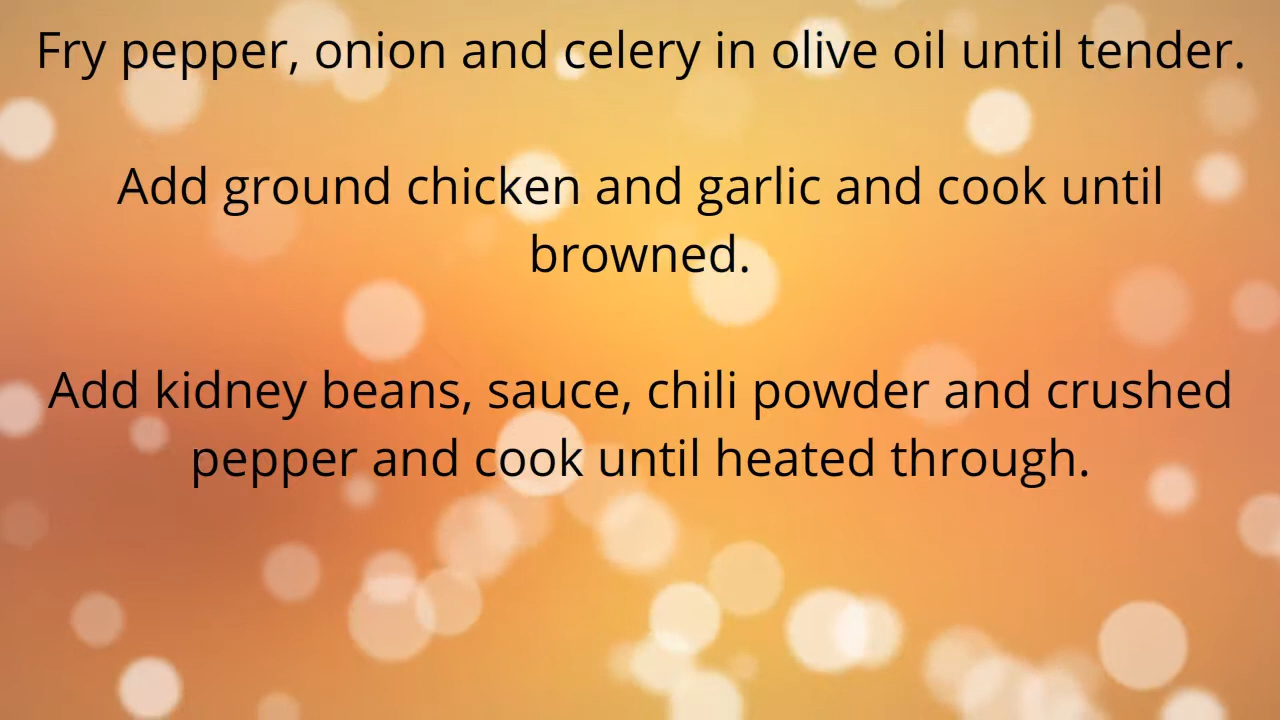 Fry pepper, onion and celery in olive oil until tender.
Add ground chicken and garlic and cook until
browned.
Add kidney beans, sauce, chili powder and crushed
pepper and cook until heated through.